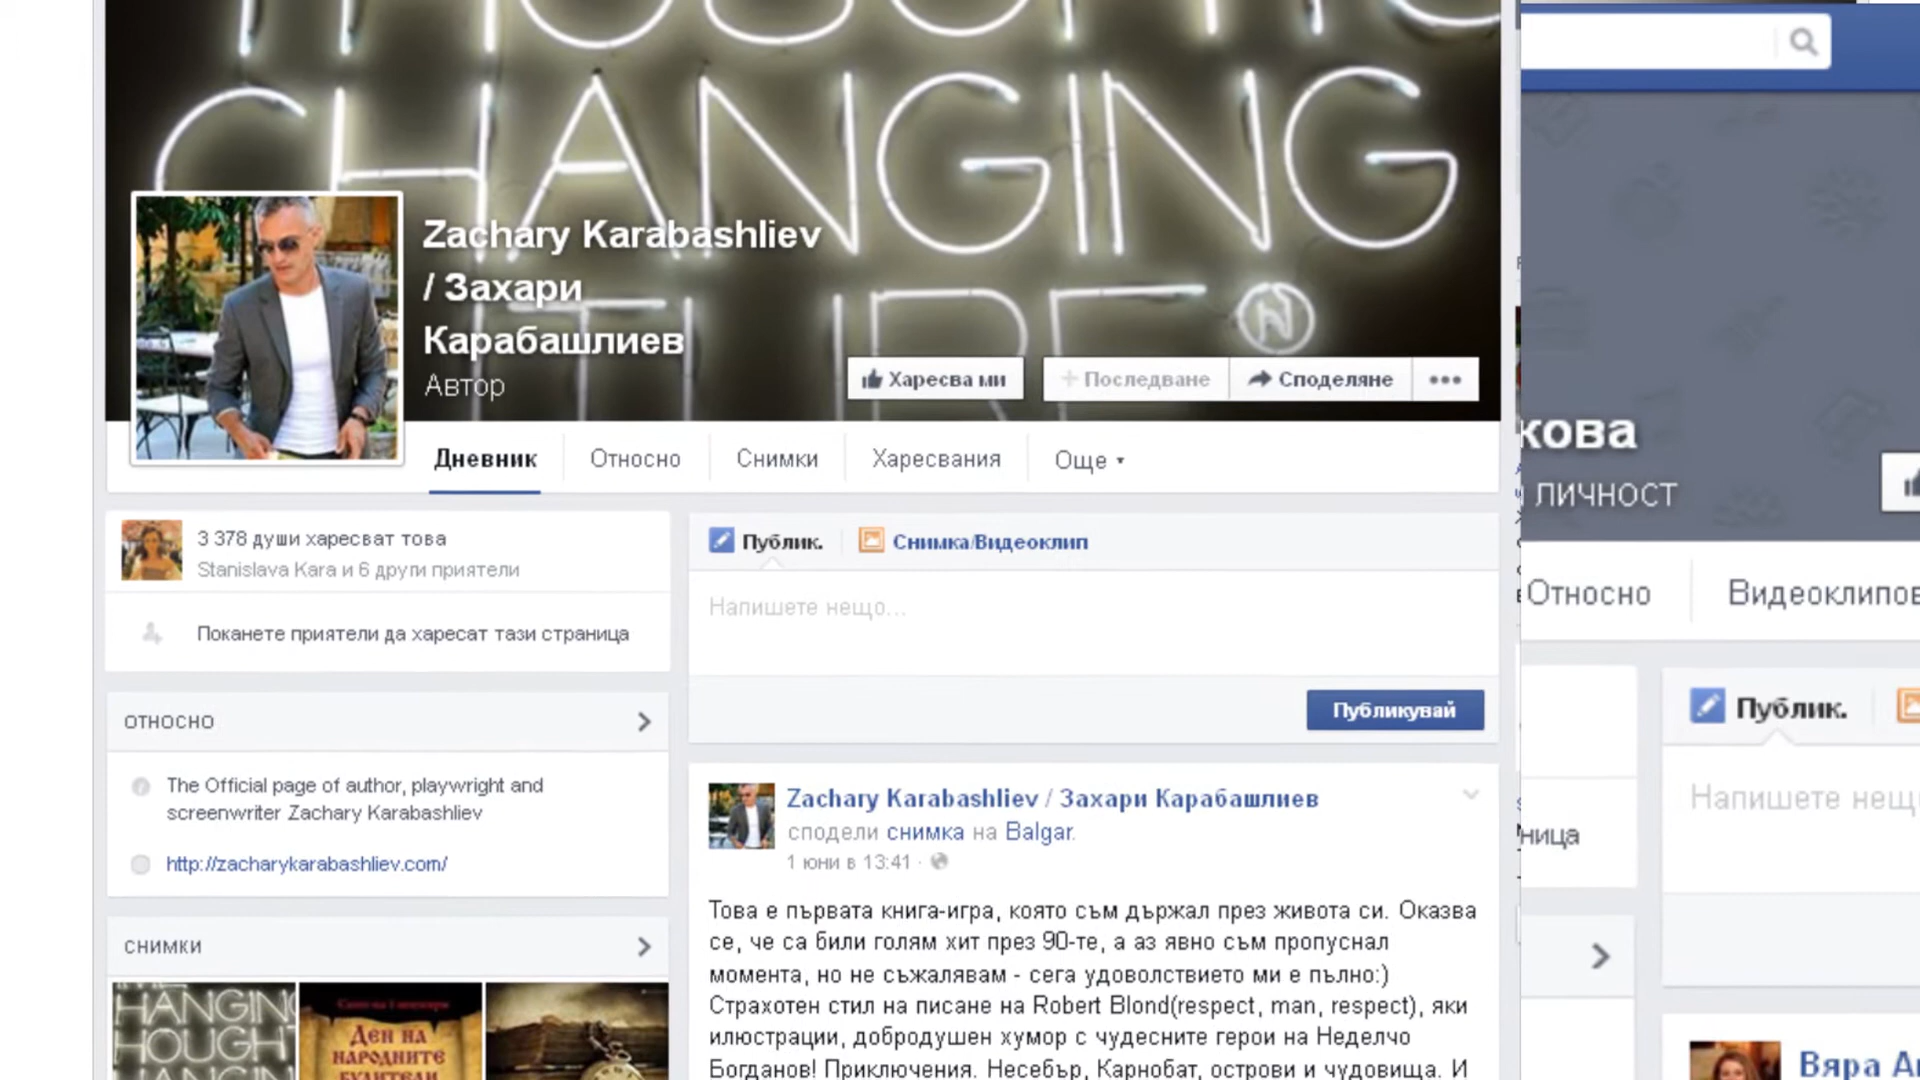 CHANGING
Zachary Karabashliev
/ Захари
Карабашлиев
Автор
Харесва ми
Последване
Споделяне
Дневник
Относно
Снимки
Харесвания
Още
3 378 души харесват това
Stanislava Kara и 6 други приятели
Поканете приятели да харесат тази страница
ОТНОСНО
The Official page of author, playwright and
screenwriter Zachary Karabashliev
http://zacharykarabashliev.com/
СНИМКИ
HANGING
HOUGHT
Ден на
народните
будители
Публик.
Снимка/Видеоклип
Напишете нещо...
Публикувай
Zachary Karabashliev / Захари Карабашлиев
сподели снимка на Balgar.
1 юни в 13:41 ·
Това е първата книга-игра, която съм държал през живота си. Оказва
се, че са били голям хит през 90-те, а аз явно съм пропуснал
момента, но не съжалявам - сега удоволствието ми е пълно:)
Страхотен стил на писане на Robert Blond(respect, man, respect), яки
илюстрации, добродушен хумор с чудесните герои на Неделчо
Богданов! Приключения. Несебър, Карнобат, острови и чудовища. И
кова
личност
Относно
Видеоклипов
ница
Публик.
Напишете нещ
Вяра Ан